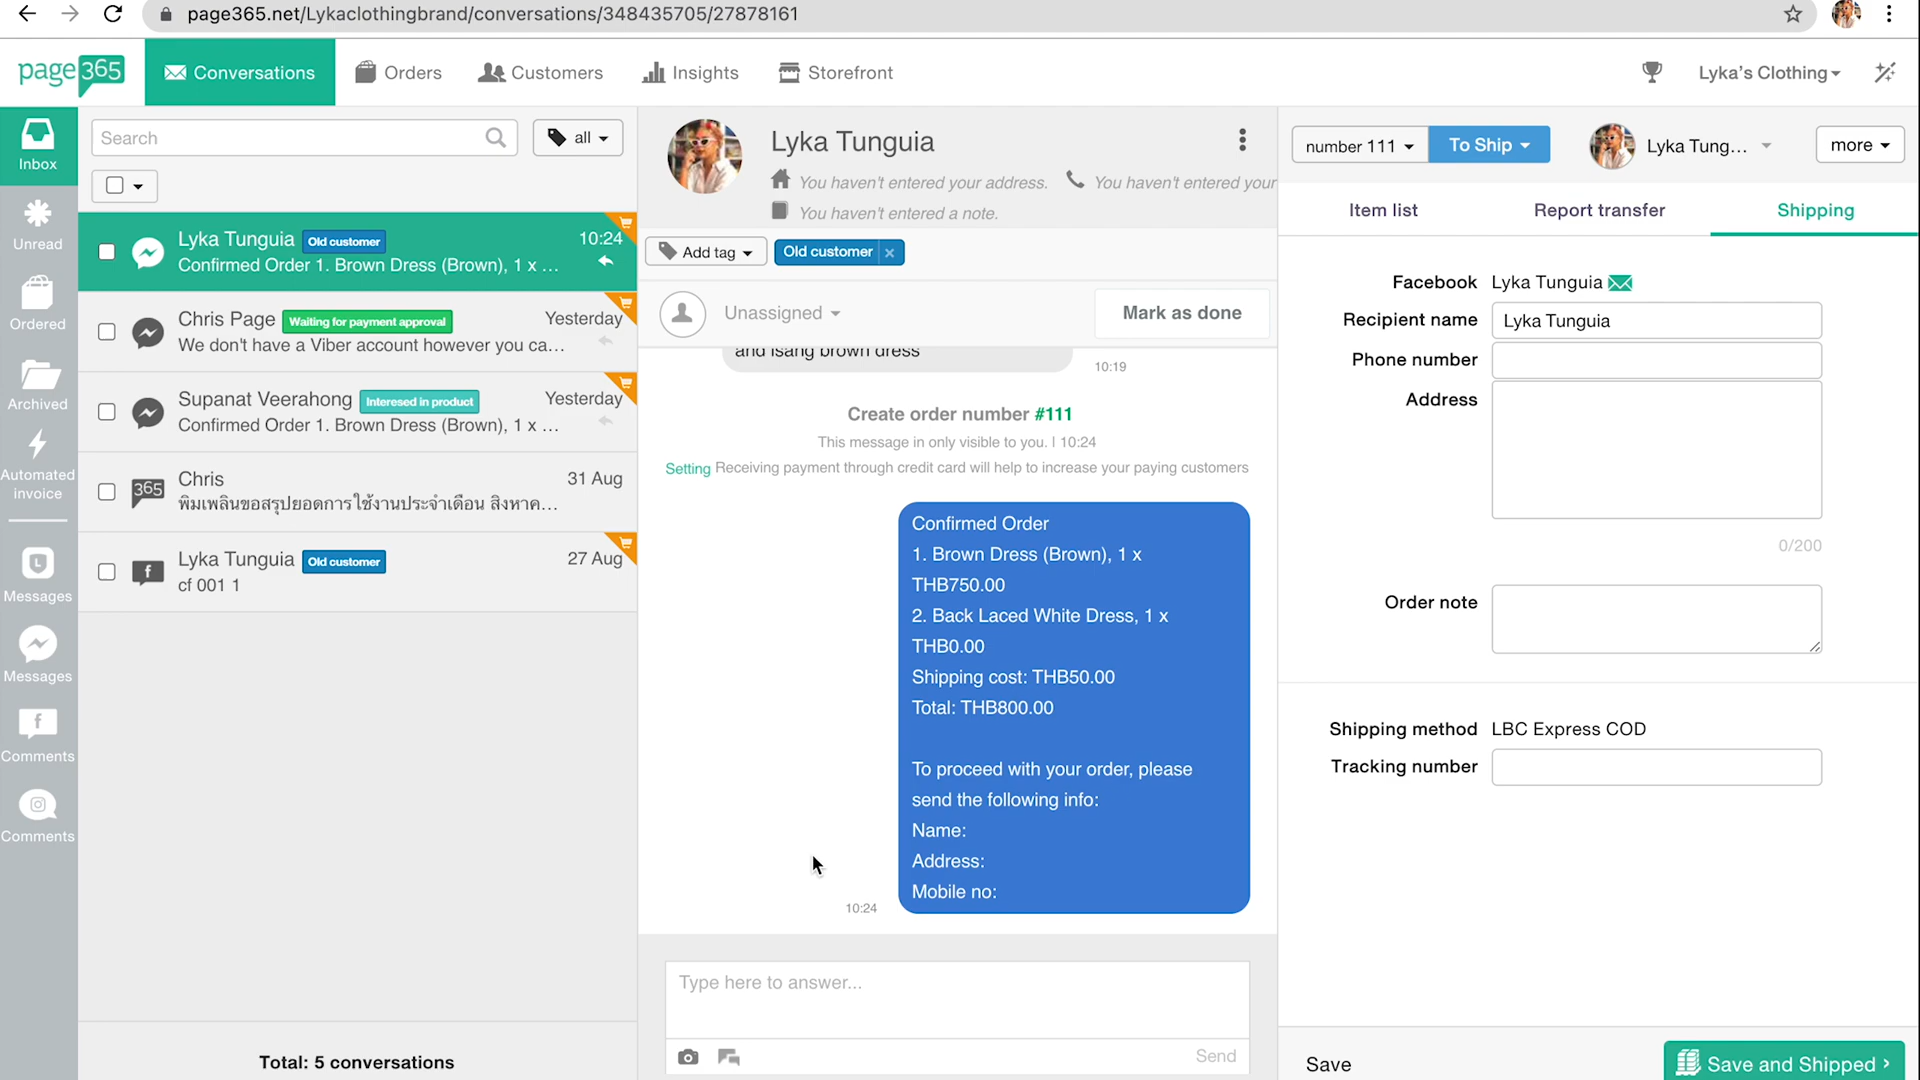 page365.net/Lykaclothingbrand/conversations/348435705/27878161
page365
Conversations
Orders
Customers
Insights
Storefront
Lyka's Clothing
Inbox
Unread
Ordered
Archived
Automated
invoice
Messages
Messages
Comments
Comments
Search
all
Lyka Tunguia Old customer 10:24
Confirmed Order 1. Brown Dress (Brown), 1 x ...
Chris Page Waiting for payment approval Yesterday
We don't have a Viber account however you ca...
Supanat Veerahong Interesed in product Yesterday
Confirmed Order 1. Brown Dress (Brown), 1 x ...
365 Chris 31 Aug
พิมเพลินขอสรุปยอดการใช้งานประจำเดือน สิงหาค...
Lyka Tunguia Old customer 27 Aug
cf 001 1
Total: 5 conversations
Lyka Tunguia
You haven't entered your address. You haven't entered your
You haven't entered a note.
Add tag Old customer x
Unassigned
Mark as done
and isang brown dress
10:19
Create order number #111
This message in only visible to you. | 10:24
Setting Receiving payment through credit card will help to increase your paying customers
Confirmed Order
1. Brown Dress (Brown), 1 x
THB750.00
2. Back Laced White Dress, 1 x
THB0.00
Shipping cost: THB50.00
Total: THB800.00
To proceed with your order, please
send the following info:
Name:
Address:
Mobile no:
10:24
Type here to answer...
Send
number 111 To Ship Lyka Tung... more
Item list Report transfer Shipping
Facebook Lyka Tunguia
Recipient name Lyka Tunguia
Phone number
Address
0/200
Order note
Shipping method LBC Express COD
Tracking number
Save
Save and Shipped ›